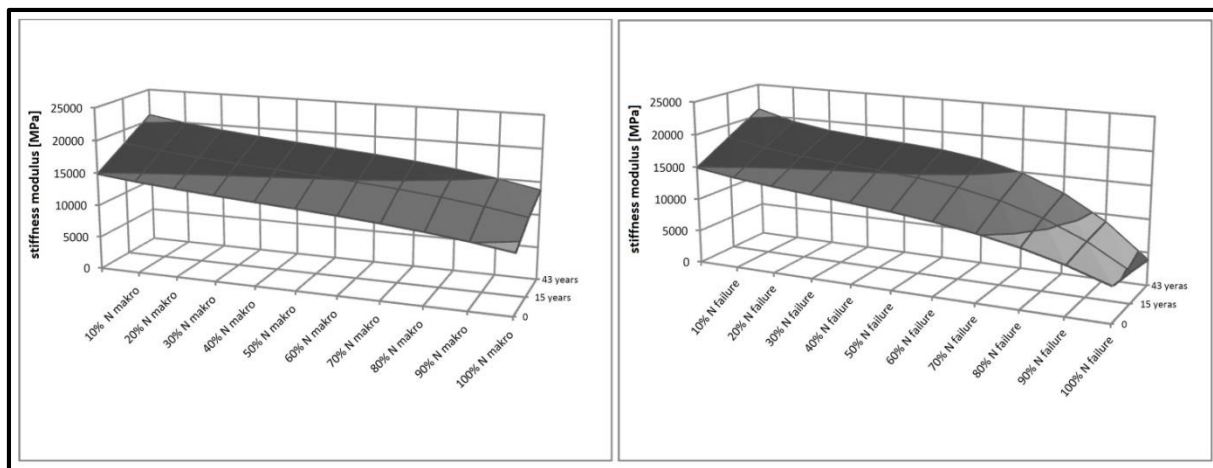 stiffness modulus [MPa]
25000
20000
15000
10000
5000
0
10% N makro
20% N makro
30% N makro
40% N makro
50% N makro
60% N makro
70% N makro
80% N makro
90% N makro
100% N makro
43 years
15 years
0
stiffness modulus [MPa]
25000
20000
15000
10000
5000
0
10% N failure
20% N failure
30% N failure
40% N failure
50% N failure
60% N failure
70% N failure
80% N failure
90% N failure
100% N failure
43 yeras
15 yeras
0